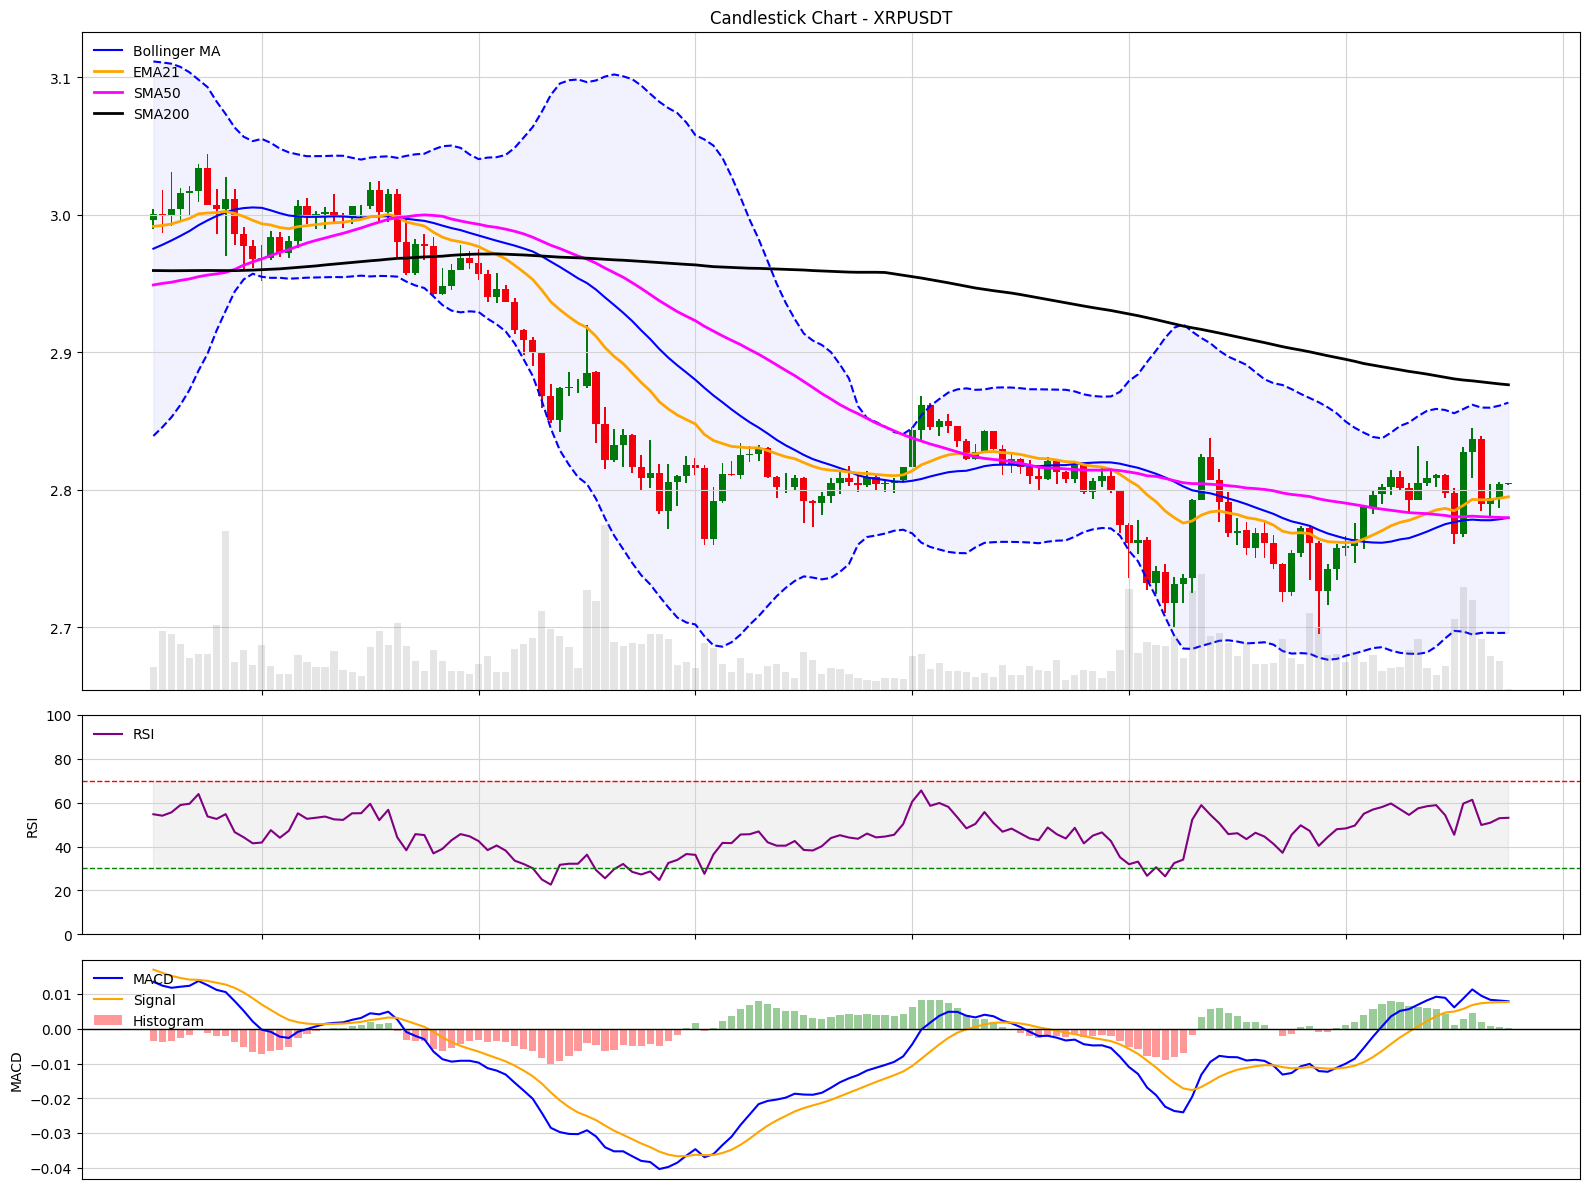 Candlestick Chart - XRPUSDT
Bollinger MA
EMA21
SMA50
SMA200
3.1
3.0
2.9
2.8
2.7
RSI
100
80
60
40
20
0
RSI
MACD
Signal
Histogram
0.01
0.00
−0.01
−0.02
−0.03
−0.04
MACD